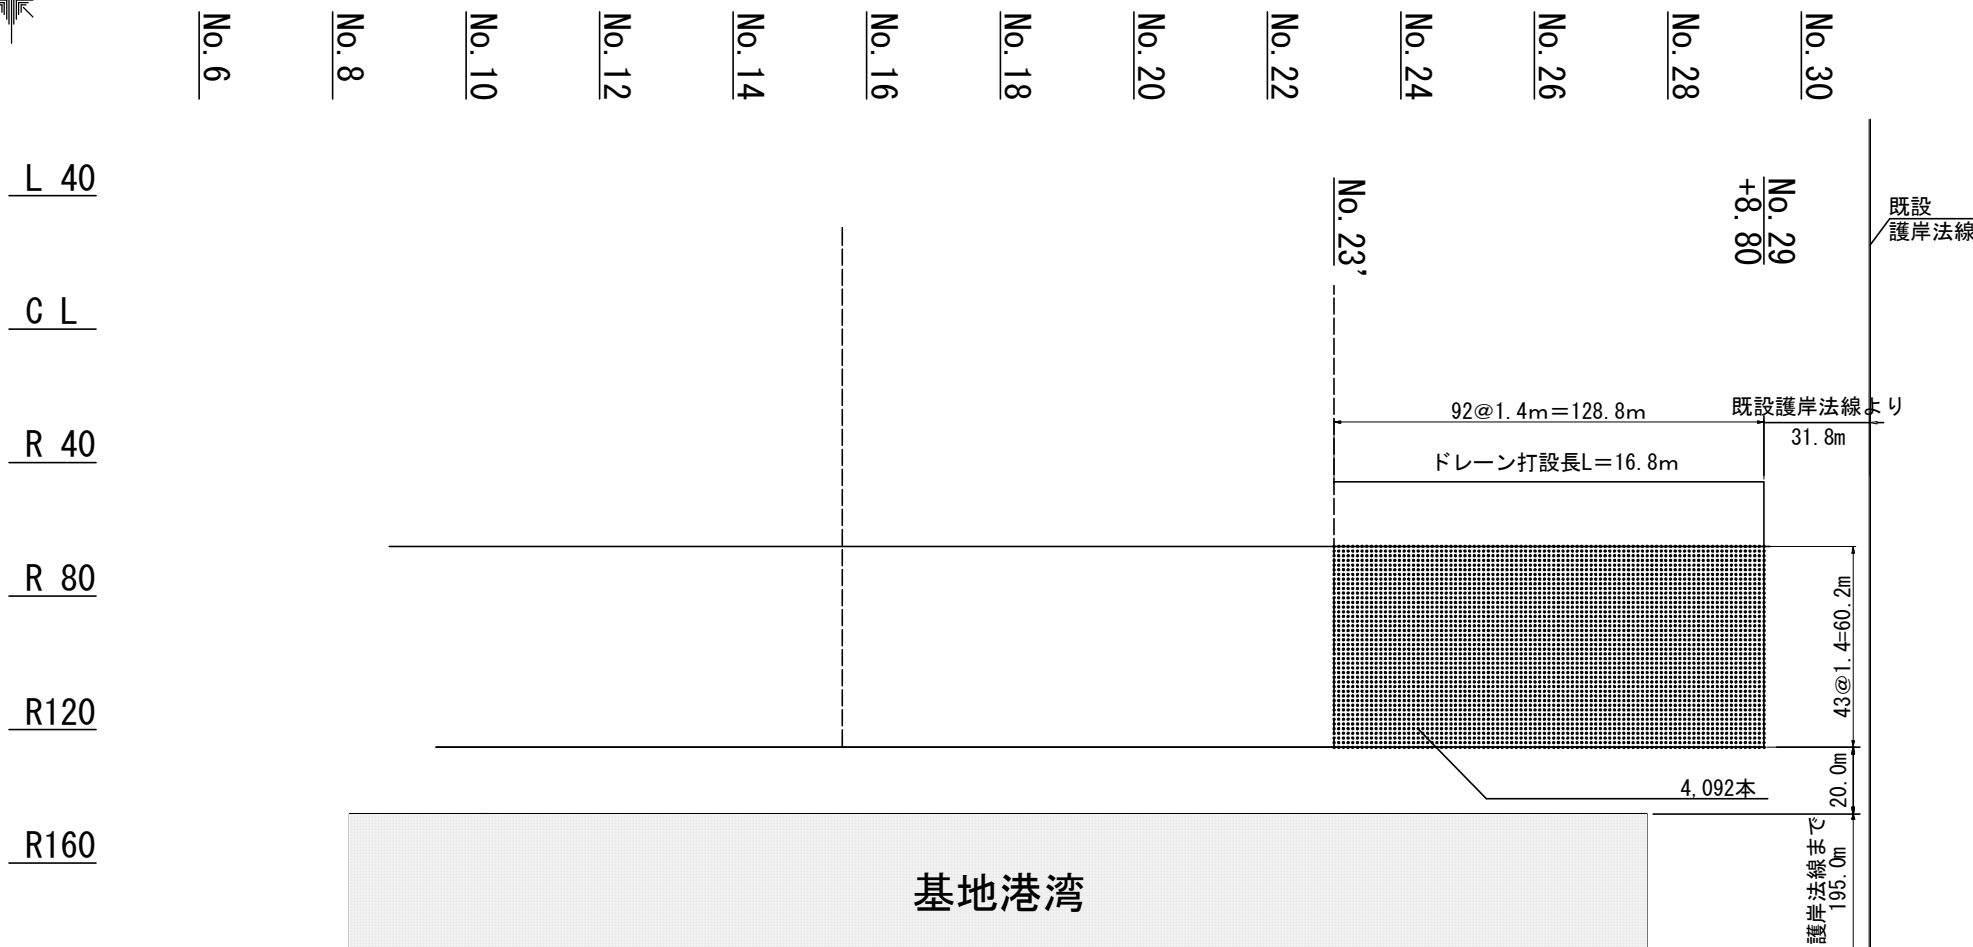 No. 6
No. 8
No. 10
No. 12
No. 14
No. 16
No. 18
No. 20
No. 22
No. 24
No. 26
No. 28
No. 30
L 40
No. 23’
No. 29
+8. 80
既設
護岸法線
C L
92@1.4m＝128.8m
既設護岸法線より
31.8m
R 40
ドレーン打設長L＝16.8m
R 80
43@1.4=60.2m
R120
4,092本
20.0m
R160
基地港湾
護岸法線まで
195.0m